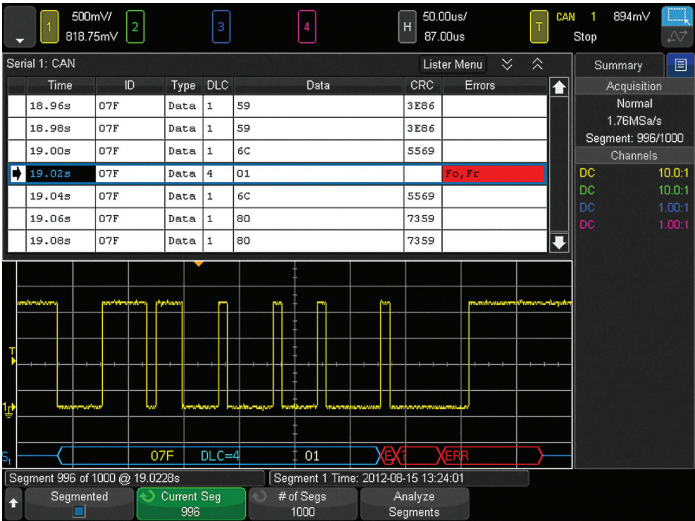 1 500mV/ 818.75mV 2 3 4 H 50.00us/ 87.00us T CAN 1 894mV Stop
Serial 1: CAN Lister Menu
Time ID Type DLC Data CRC Errors
18.96s 07F Data 1 59 3E86
18.98s 07F Data 1 59 3E86
19.00s 07F Data 1 6C 5569
19.02s 07F Data 4 01 Fo,Fr
19.04s 07F Data 1 6C 5569
19.06s 07F Data 1 80 7359
19.08s 07F Data 1 80 7359
Summary
Acquisition
Normal
1.76MSa/s
Segment: 996/1000
Channels
DC 10.0:1
DC 10.0:1
DC 1.00:1
DC 1.00:1
T
1
S1 07F DLC=4 01 E ? ERR
Segment 996 of 1000 @ 19.0228s Segment 1 Time: 2012-08-15 13:24:01
Segmented
Current Seg
996
# of Segs
1000
Analyze
Segments